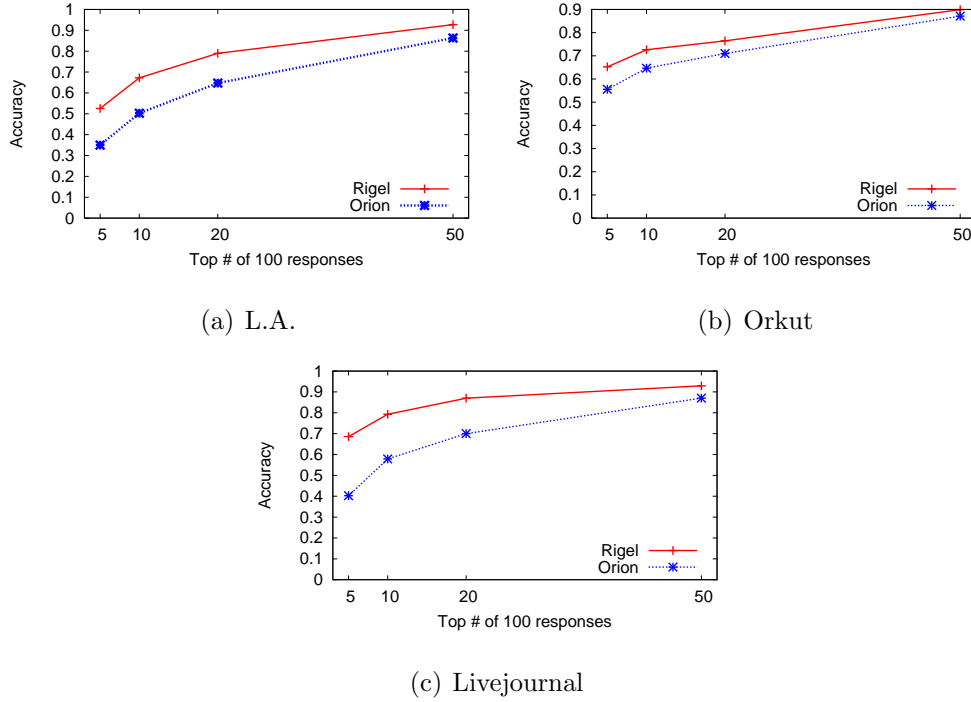 1
0.9
0.8
0.7
0.6
0.5
0.4
0.3
0.2
0.1
0
Accuracy
Rigel
Orion
5 10 20 50
Top # of 100 responses
(a) L.A.
0.9
0.8
0.7
0.6
0.5
0.4
0.3
0.2
0.1
0
Accuracy
Rigel
Orion
5 10 20 50
Top # of 100 responses
(b) Orkut
1
0.9
0.8
0.7
0.6
0.5
0.4
0.3
0.2
0.1
0
Accuracy
Rigel
Orion
5 10 20 50
Top # of 100 responses
(c) Livejournal